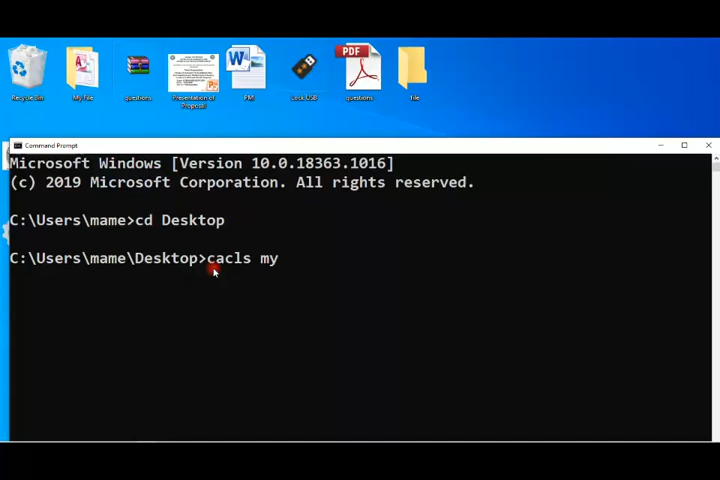 PDF
W
Recycle Bin
My File
questions
Presentation of
Proposal
PM
Lock USB
questions
file
Command Prompt
Microsoft Windows [Version 10.0.18363.1016]
(c) 2019 Microsoft Corporation. All rights reserved.
C:\Users\mame>cd Desktop
C:\Users\mame\Desktop>cacls my